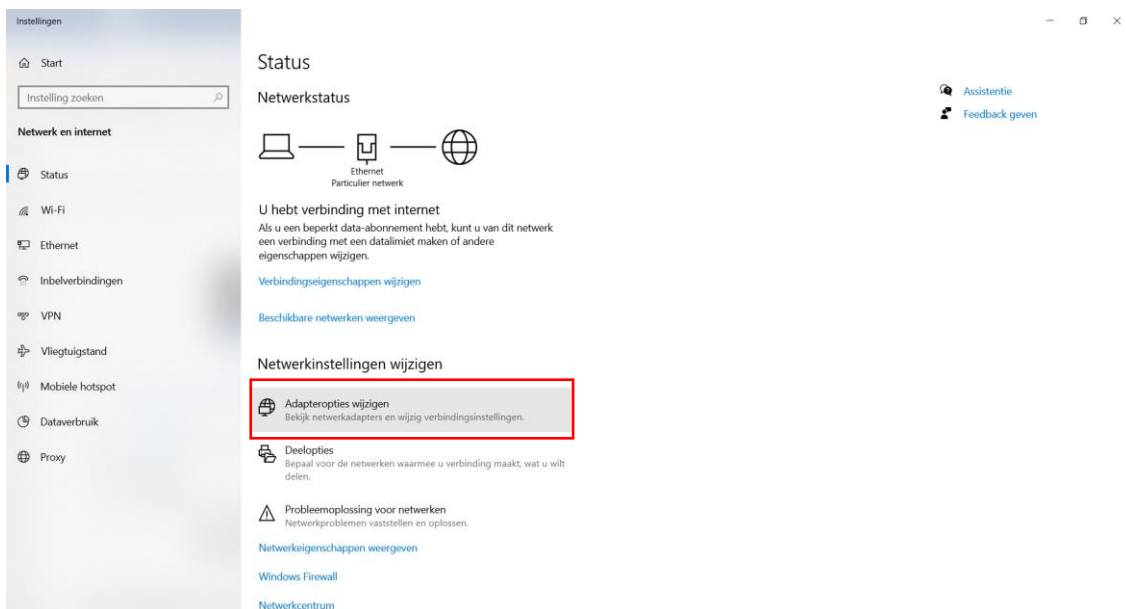 Instellingen
Start
Instelling zoeken
Netwerk en internet
Status
Wi-Fi
Ethernet
Inbelverbindingen
VPN
Vliegtuigstand
Mobiele hotspot
Dataverbruik
Proxy
Status
Netwerkstatus
Ethernet
Particulier netwerk
U hebt verbinding met internet
Als u een beperkt data-abonnement hebt, kunt u van dit netwerk
een verbinding met een datalimiet maken of andere
eigenschappen wijzigen.
Verbindingseigenschappen wijzigen
Beschikbare netwerken weergeven
Netwerkinstellingen wijzigen
Adapteropties wijzigen
Bekijk netwerkadapters en wijzig verbindingsinstellingen.
Deelopties
Bepaal voor de netwerken waarmee u verbinding maakt, wat u wilt
delen.
Probleemoplossing voor netwerken
Netwerkproblemen vaststellen en oplossen.
Netwerkeigenschappen weergeven
Windows Firewall
Netwerkcentrum
Assistentie
Feedback geven